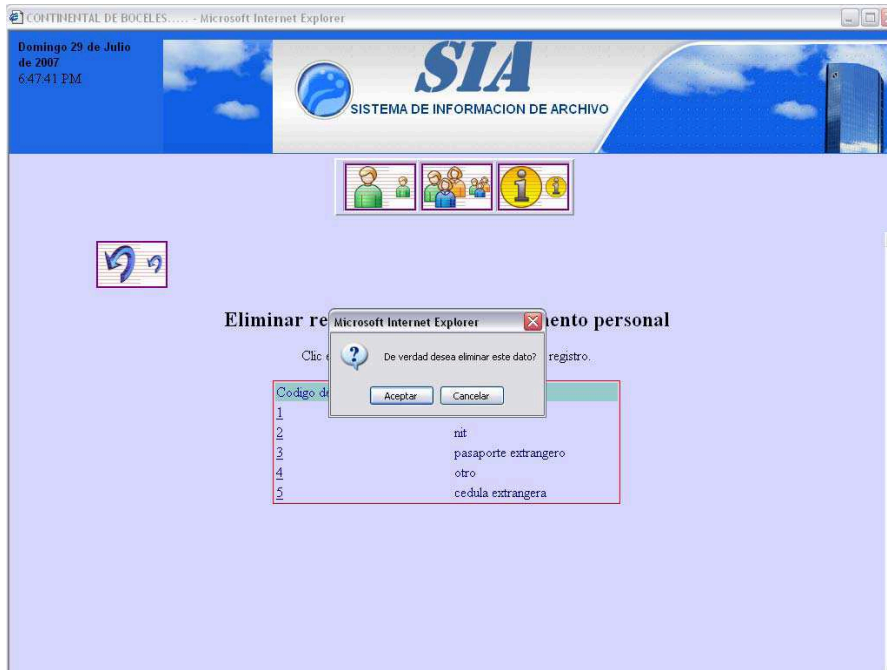 CONTINENTAL DE BOCELES..... - Microsoft Internet Explorer
Domingo 29 de Julio
de 2007
6:47:41 PM
SIA
SISTEMA DE INFORMACION DE ARCHIVO
Eliminar re ento personal
Microsoft Internet Explorer
De verdad desea eliminar este dato?
Aceptar Cancelar
Clic registro.
Codigo de
1
2 nit
3 pasaporte extrangero
4 otro
5 cedula extrangera